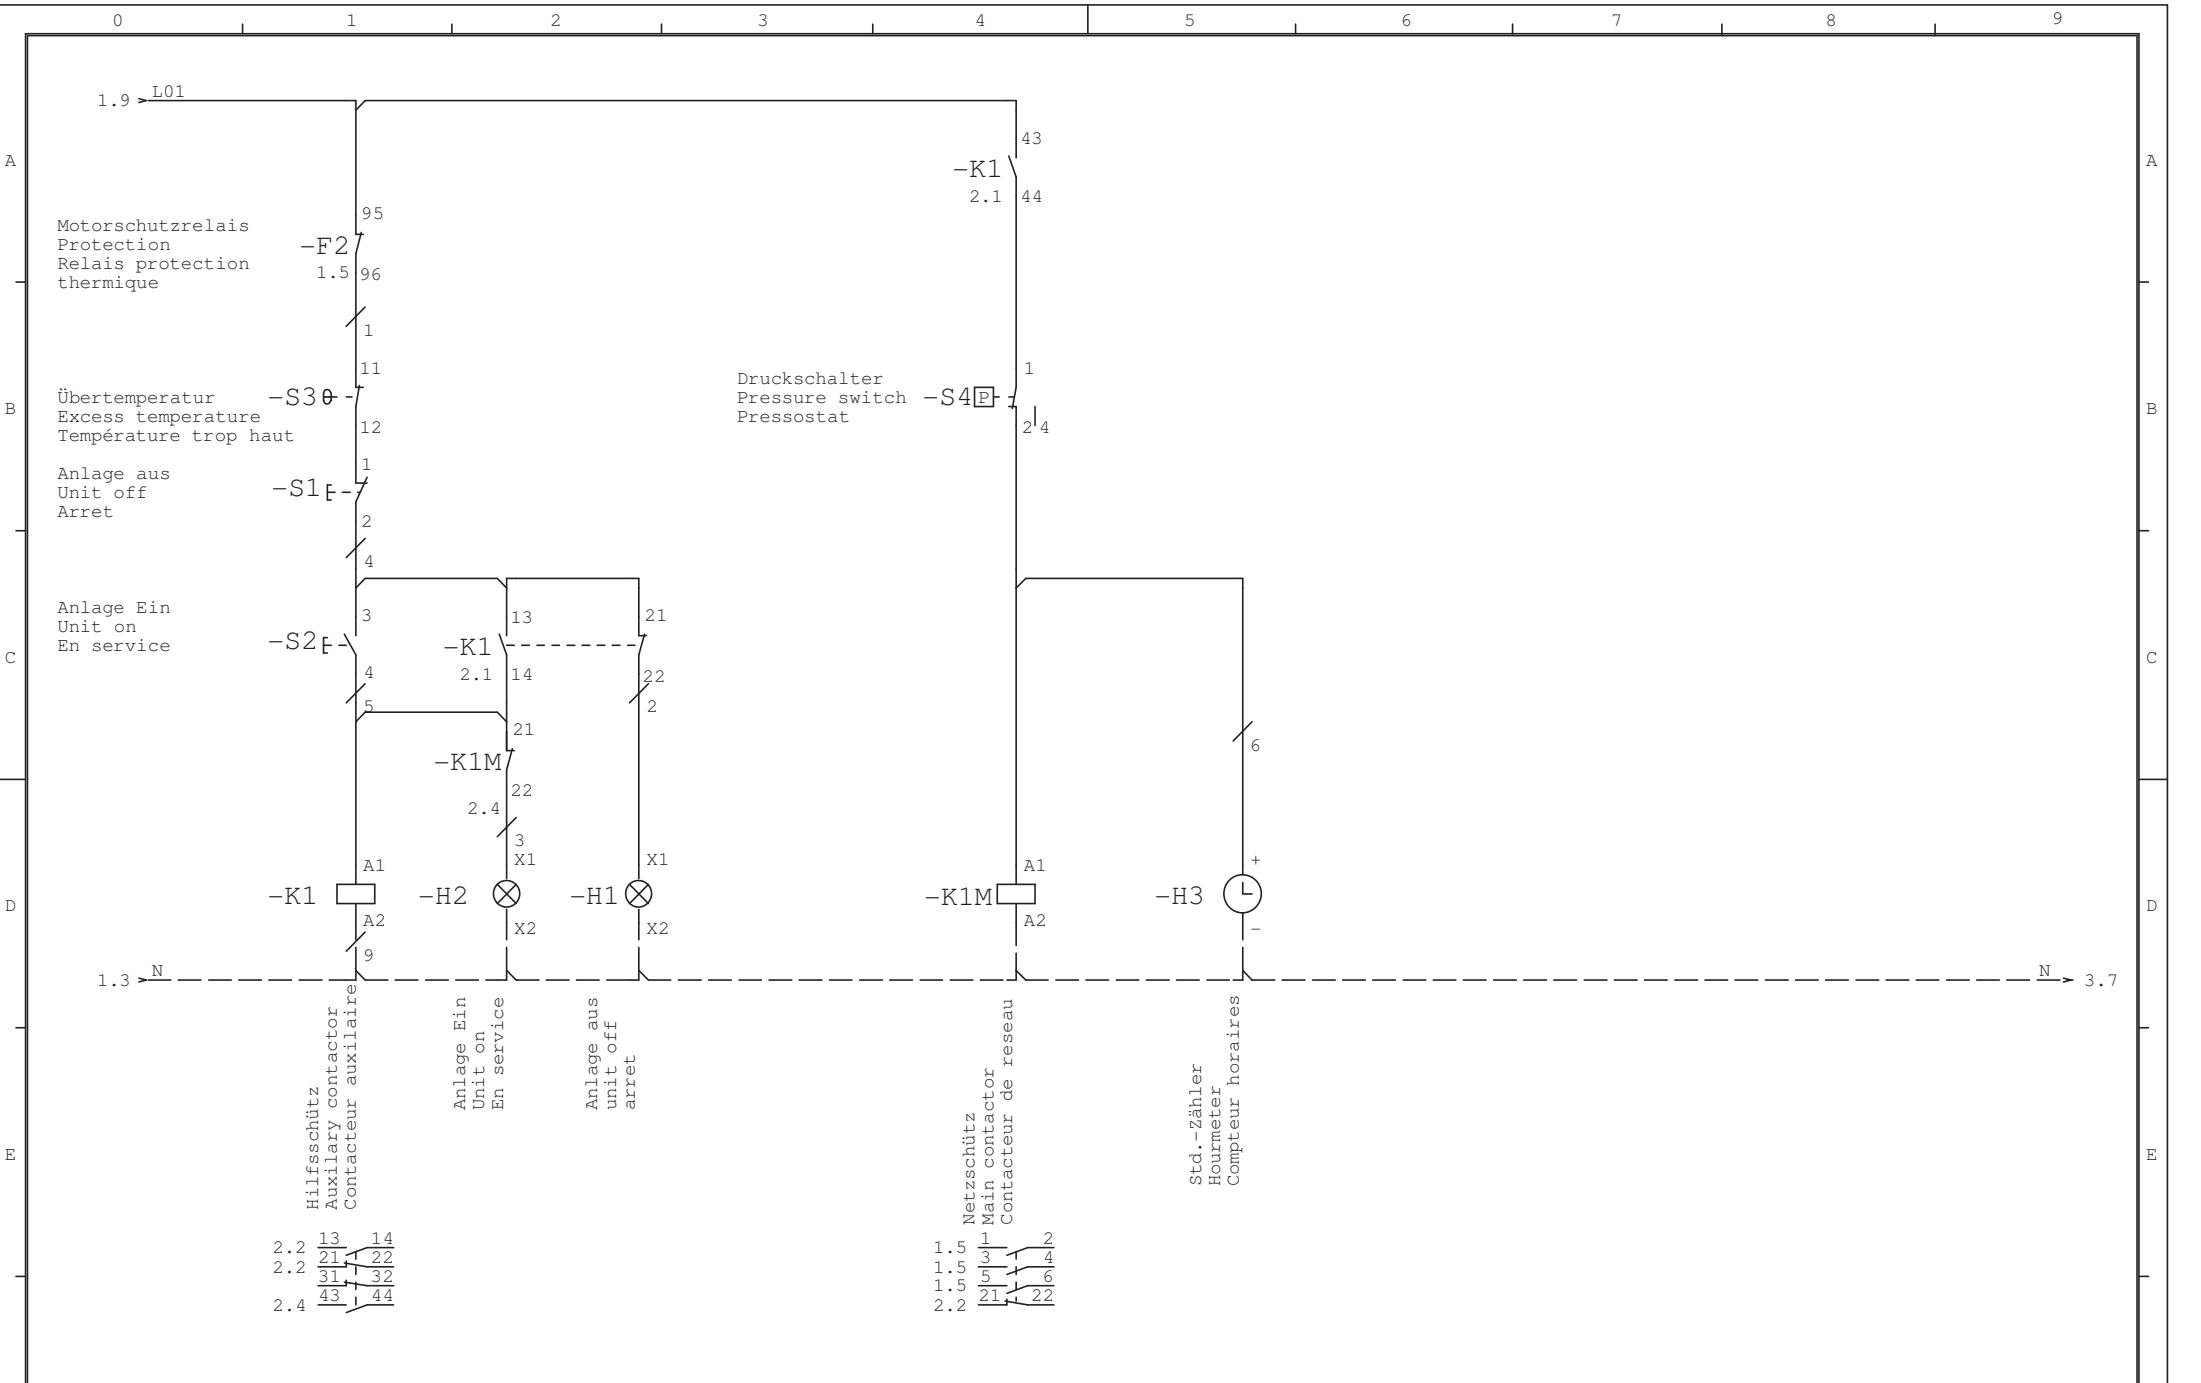 0 1 2 3 4 5 6 7 8 9
1.9 L01
43
A -K1 A
2.1 44
95
Motorschutzrelais
Protection
Relais protection
thermique
-F2
1.5 96
1
11
Übertemperatur
Excess temperature
Température trop haut
-S3
12
Druckschalter
Pressure switch
Pressostat
1
-S4 P
2 4
B B
1
Anlage aus
Unit off
Arret
-S1
2
4
Anlage Ein
Unit on
En service
3
-S2
4
5
13
-K1
2.1 14
21
22
2
C C
21
-K1M
22
2.4
3
6
A1
-K1
A2
9
X1
-H2
X2
X1
-H1
X2
A1
-K1M
A2
+
-H3
-
D D
1.3 N
N 3.7
Hilfsschütz
Auxilary contactor
Contacteur auxilaire
Anlage Ein
Unit on
En service
Anlage aus
unit off
arret
Netzschütz
Main contactor
Contacteur de reseau
Std.-Zähler
Hourmeter
Compteur horaires
E E
2.2 13 14
2.2 21 22
31 32
2.4 43 44
1.5 1 2
1.5 3 4
1.5 5 6
2.2 21 22